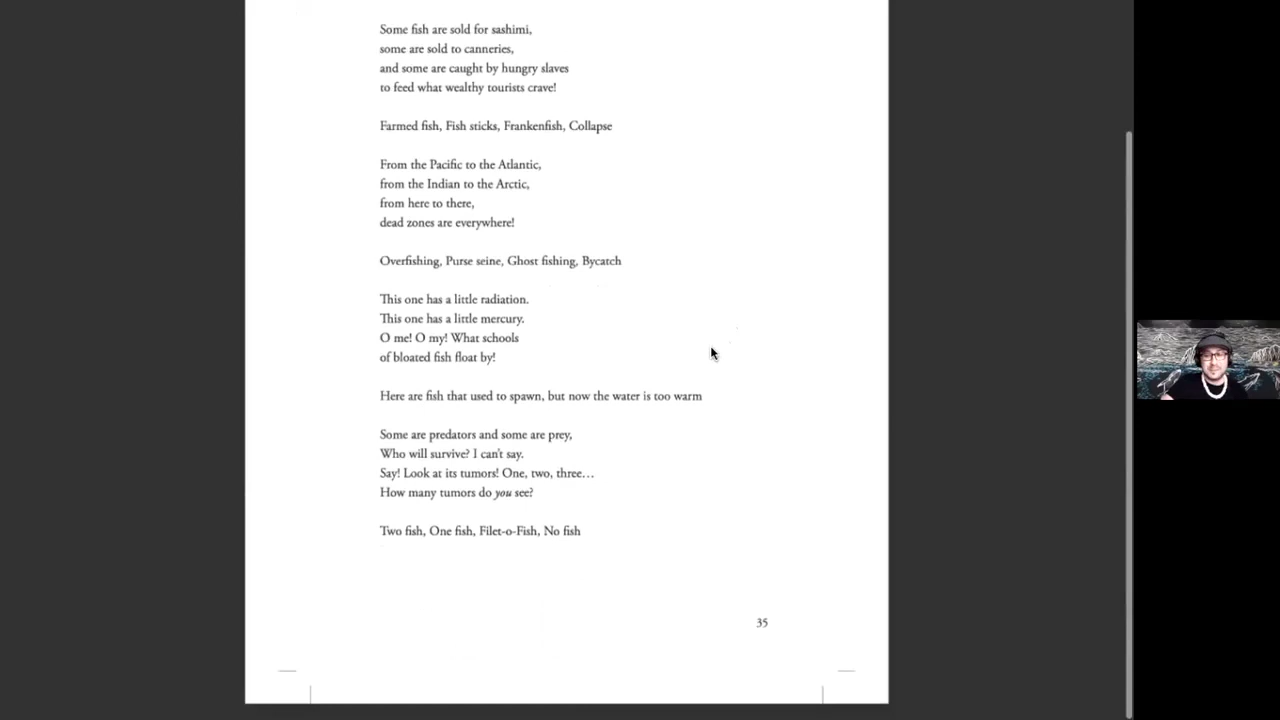 Some fish are sold for sashimi,
some are sold to canneries,
and some are caught by hungry slaves
to feed what wealthy tourists crave!
Farmed fish, Fish sticks, Frankenfish, Collapse
From the Pacific to the Atlantic,
from the Indian to the Arctic,
from here to there,
dead zones are everywhere!
Overfishing, Purse seine, Ghost fishing, Bycatch
This one has a little radiation.
This one has a little mercury.
O me! O my! What schools
of bloated fish float by!
Here are fish that used to spawn, but now the water is too warm
Some are predators and some are prey,
Who will survive? I can't say.
Say! Look at its tumors! One, two, three…
How many tumors do you see?
Two fish, One fish, Filet-o-Fish, No fish
35